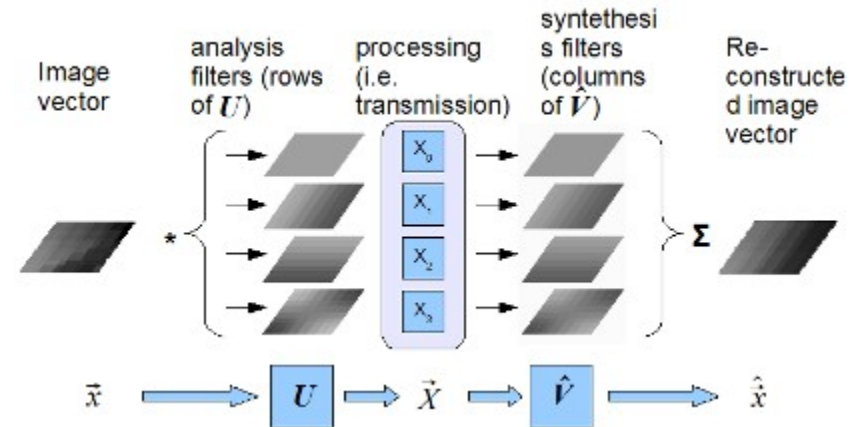 Image
vector
analysis
filters (rows
of U)
processing
(i.e.
transmission)
syntethesi
s filters
(columns
of V̂)
Re-
constructe
d image
vector
*
X₀
X₁
X₂
X₃
Σ
x⃗ U X⃗ V̂ x⃗̂